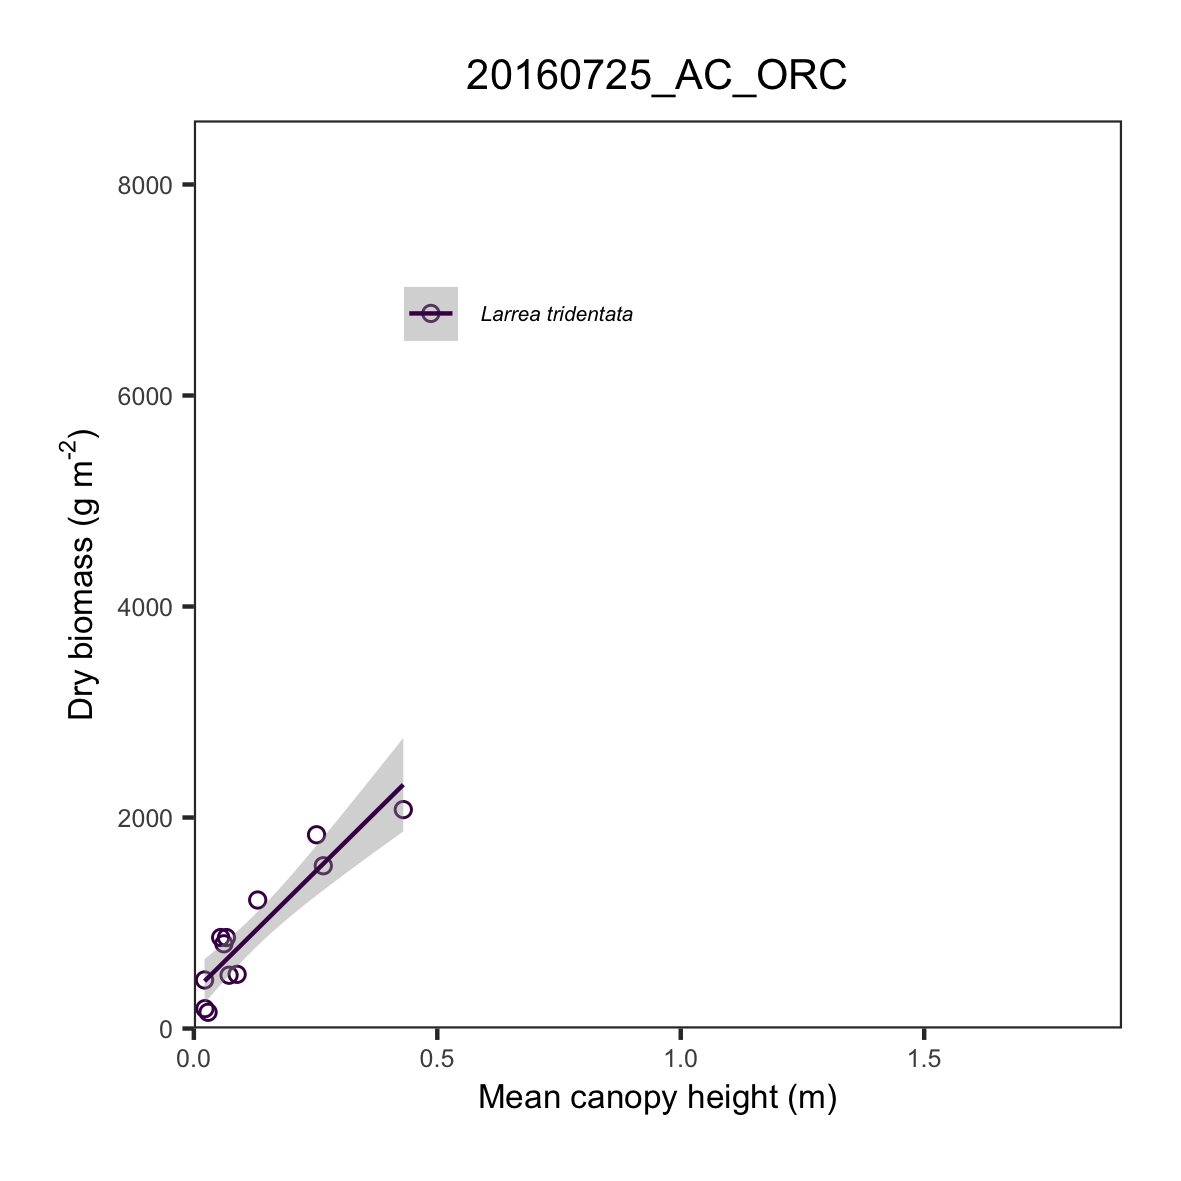 20160725_AC_ORC
8000
6000
4000
2000
0
Dry biomass (g m-2)
Larrea tridentata
0.0 0.5 1.0 1.5
Mean canopy height (m)